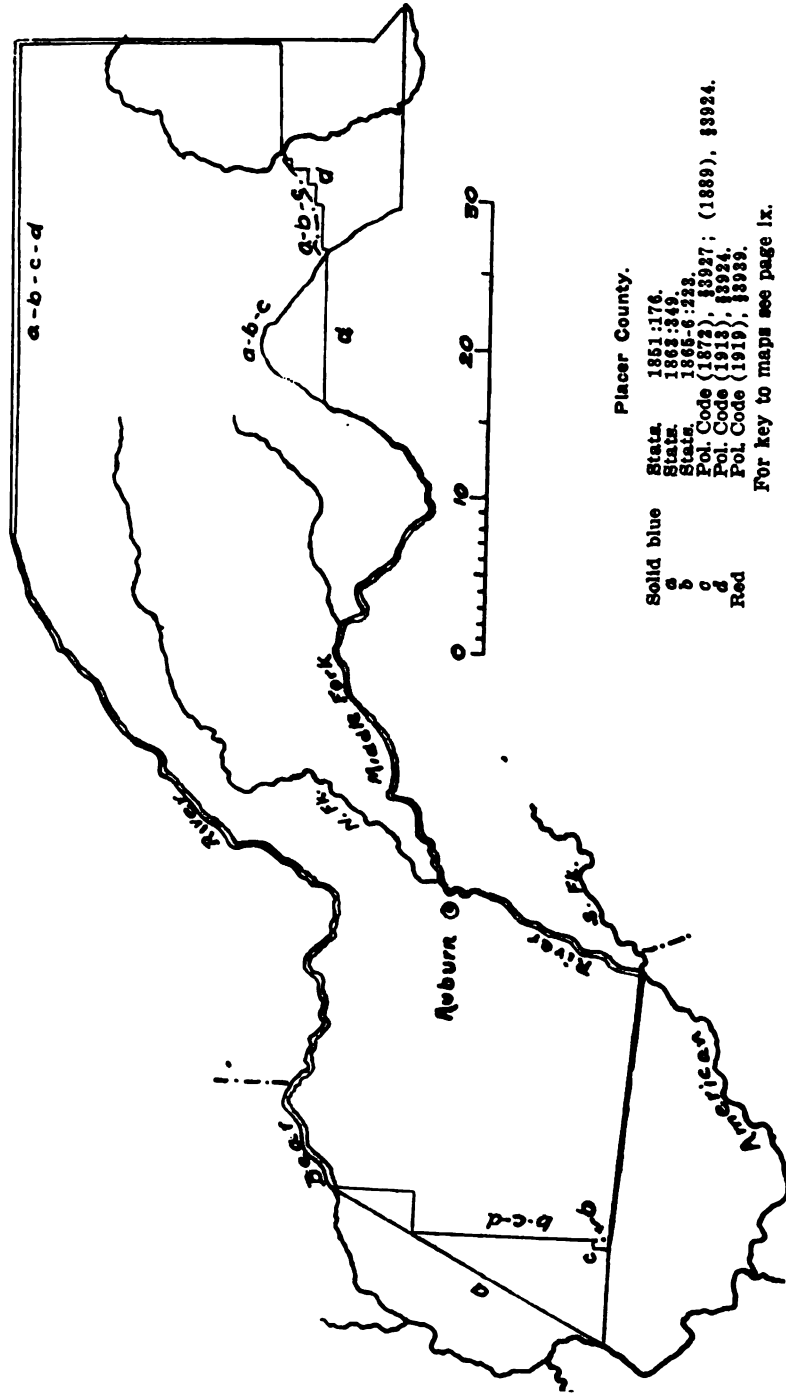 a-b-c-d
a-b-c
a-b-c.
d
d
River
N. Fk.
Middle Fork
Auburn
S. Fk.
River
American
Bear
a
b-c-d
c
b
0 10 20 30
Placer County.
Solid blue Stats. 1851:176.
a Stats. 1863:349.
b Stats. 1865-6:223.
c Pol. Code (1872), §3927; (1889), §3924.
d Pol. Code (1913), §3924.
Red Pol. Code (1919), §3939.
For key to maps see page ix.